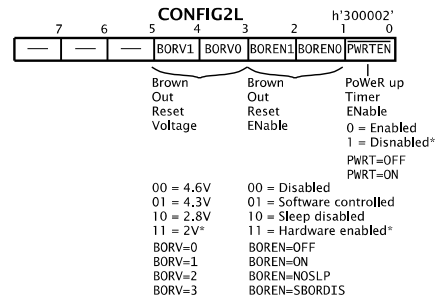 CONFIG2L h'300002'
7 6 5 4 3 2 1 0
— — — BORV1 BORV0 BOREN1 BOREN0 PWRTEN
Brown Brown PoWeR up
Out Out Timer
Reset Reset ENable
Voltage ENable 0 = Enabled
1 = Disnabled*
PWRT=OFF
PWRT=ON
00 = 4.6V 00 = Disabled
01 = 4.3V 01 = Software controlled
10 = 2.8V 10 = Sleep disabled
11 = 2V* 11 = Hardware enabled*
BORV=0 BOREN=OFF
BORV=1 BOREN=ON
BORV=2 BOREN=NOSLP
BORV=3 BOREN=SBORDIS